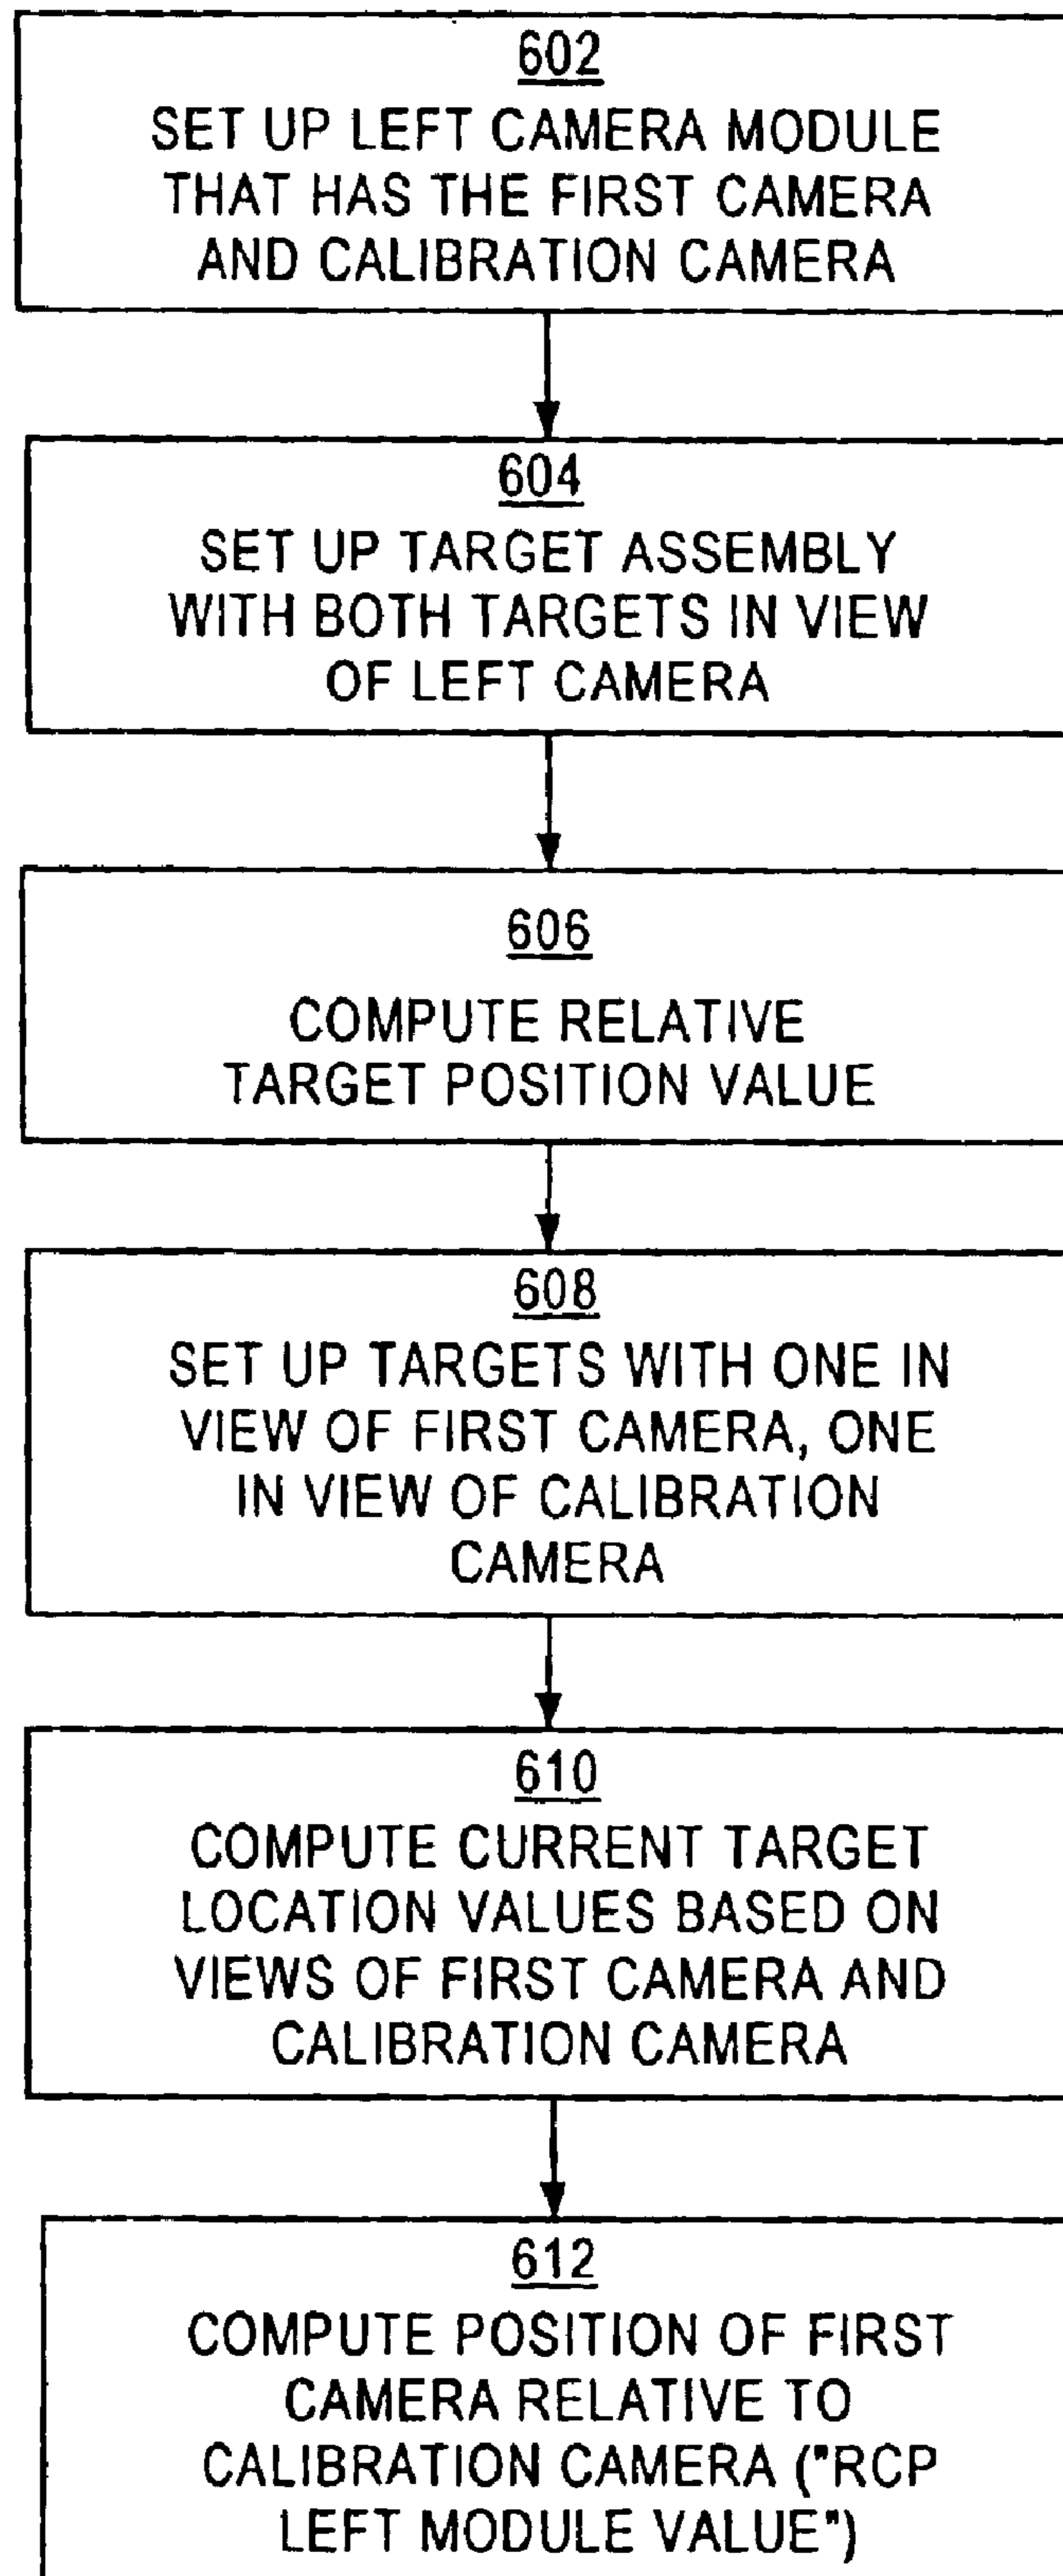 602
SET UP LEFT CAMERA MODULE
THAT HAS THE FIRST CAMERA
AND CALIBRATION CAMERA
604
SET UP TARGET ASSEMBLY
WITH BOTH TARGETS IN VIEW
OF LEFT CAMERA
606
COMPUTE RELATIVE
TARGET POSITION VALUE
608
SET UP TARGETS WITH ONE IN
VIEW OF FIRST CAMERA, ONE
IN VIEW OF CALIBRATION
CAMERA
610
COMPUTE CURRENT TARGET
LOCATION VALUES BASED ON
VIEWS OF FIRST CAMERA AND
CALIBRATION CAMERA
612
COMPUTE POSITION OF FIRST
CAMERA RELATIVE TO
CALIBRATION CAMERA ("RCP
LEFT MODULE VALUE")